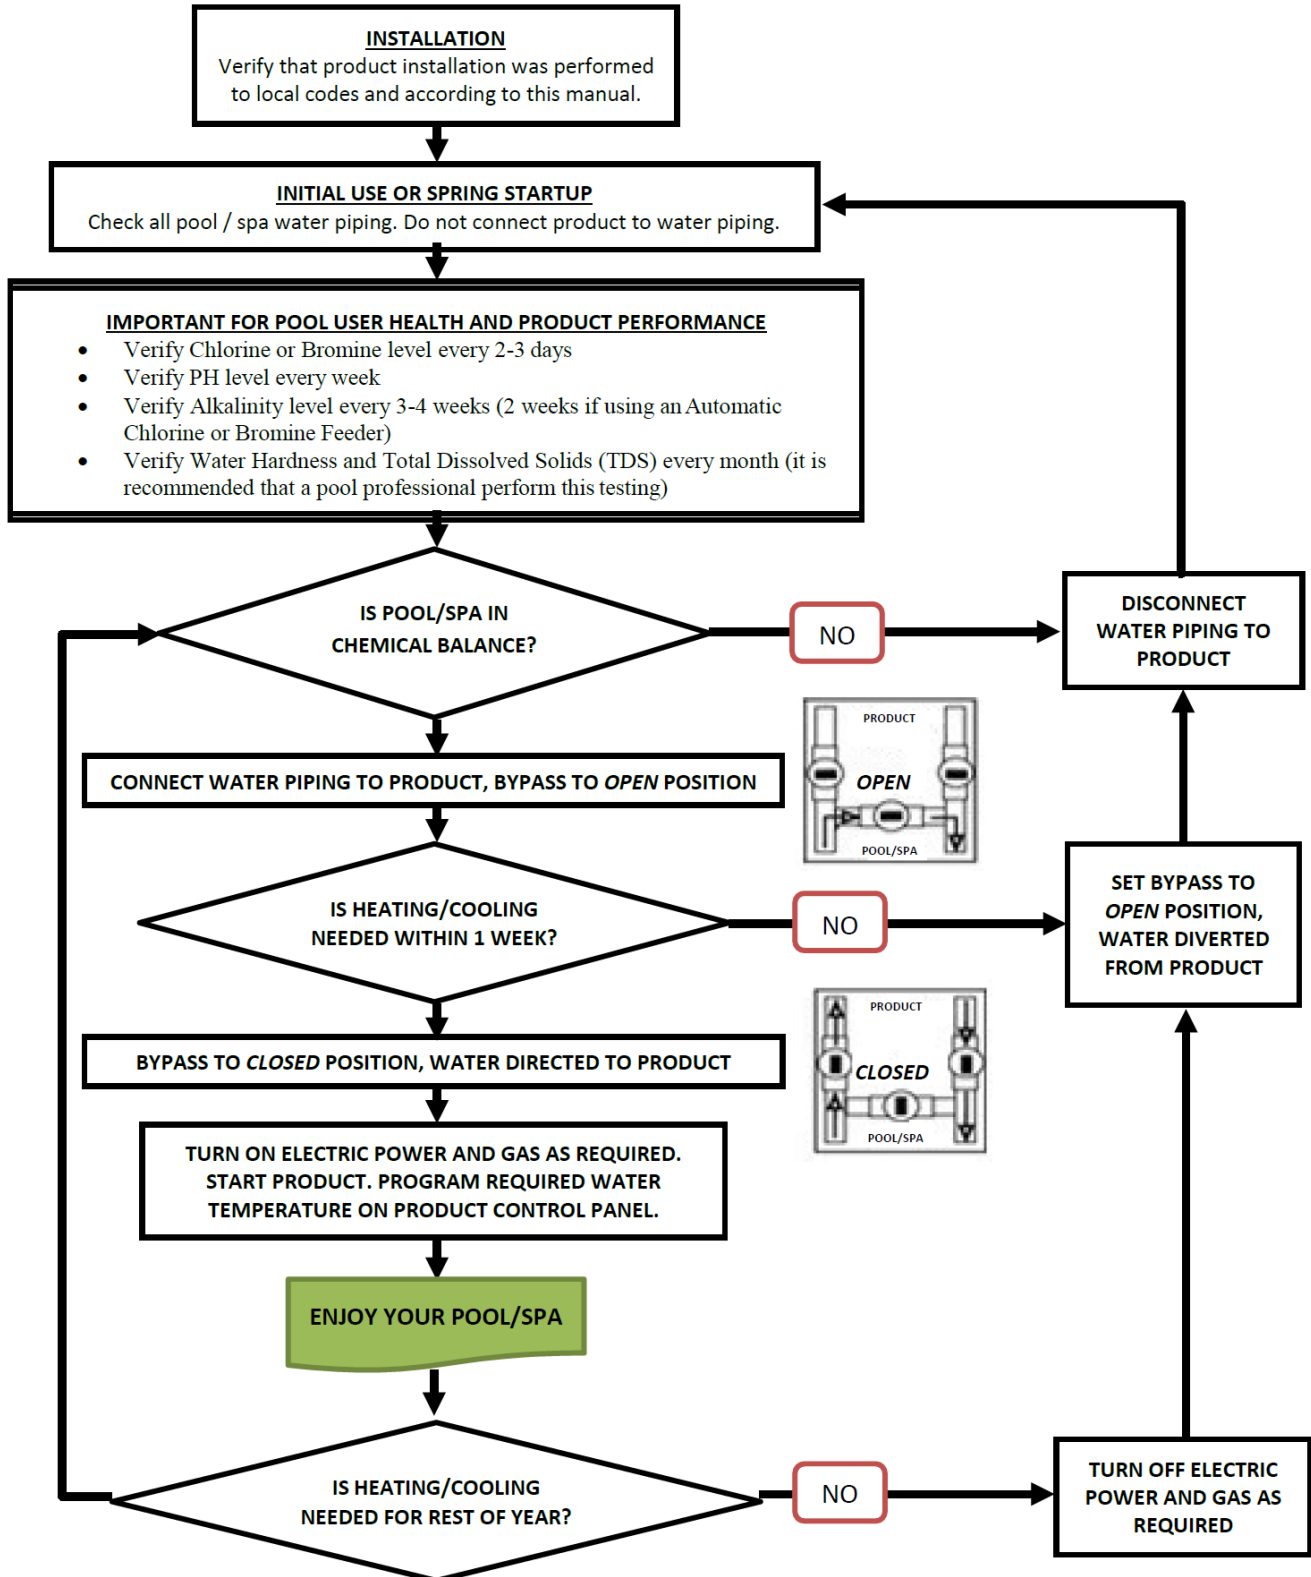 INSTALLATION
Verify that product installation was performed
to local codes and according to this manual.
INITIAL USE OR SPRING STARTUP
Check all pool / spa water piping. Do not connect product to water piping.
IMPORTANT FOR POOL USER HEALTH AND PRODUCT PERFORMANCE
• Verify Chlorine or Bromine level every 2-3 days
• Verify PH level every week
• Verify Alkalinity level every 3-4 weeks (2 weeks if using an Automatic
Chlorine or Bromine Feeder)
• Verify Water Hardness and Total Dissolved Solids (TDS) every month (it is
recommended that a pool professional perform this testing)
IS POOL/SPA IN
CHEMICAL BALANCE?
NO
DISCONNECT
WATER PIPING TO
PRODUCT
CONNECT WATER PIPING TO PRODUCT, BYPASS TO OPEN POSITION
PRODUCT
OPEN
POOL/SPA
IS HEATING/COOLING
NEEDED WITHIN 1 WEEK?
NO
SET BYPASS TO
OPEN POSITION,
WATER DIVERTED
FROM PRODUCT
BYPASS TO CLOSED POSITION, WATER DIRECTED TO PRODUCT
PRODUCT
CLOSED
POOL/SPA
TURN ON ELECTRIC POWER AND GAS AS REQUIRED.
START PRODUCT. PROGRAM REQUIRED WATER
TEMPERATURE ON PRODUCT CONTROL PANEL.
ENJOY YOUR POOL/SPA
IS HEATING/COOLING
NEEDED FOR REST OF YEAR?
NO
TURN OFF ELECTRIC
POWER AND GAS AS
REQUIRED